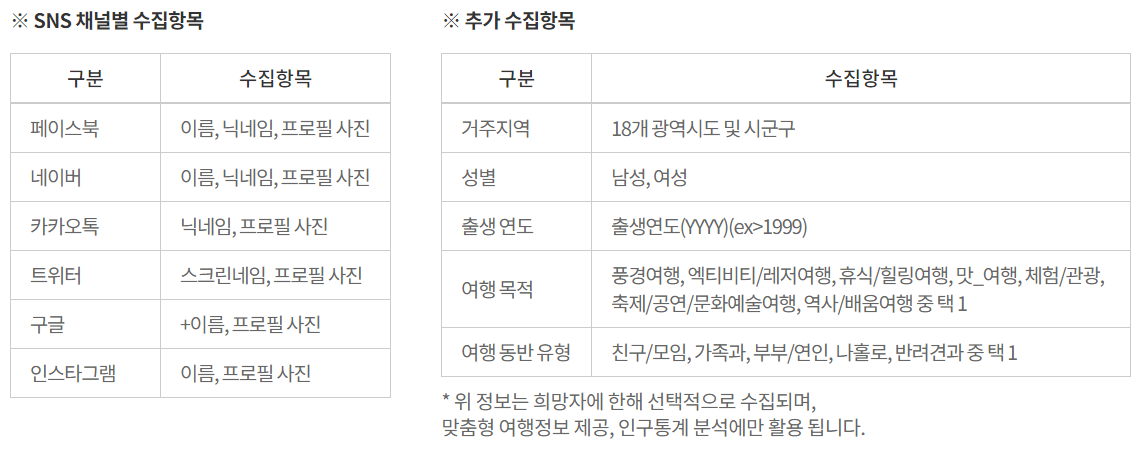 ※ SNS 채널별 수집항목
구분 수집항목
페이스북 이름, 닉네임, 프로필 사진
네이버 이름, 닉네임, 프로필 사진
카카오톡 닉네임, 프로필 사진
트위터 스크린네임, 프로필 사진
구글 +이름, 프로필 사진
인스타그램 이름, 프로필 사진
※ 추가 수집항목
구분 수집항목
거주지역 18개 광역시도 및 시군구
성별 남성, 여성
출생 연도 출생연도(YYYY)(ex>1999)
여행 목적 풍경여행, 엑티비티/레저여행, 휴식/힐링여행, 맛_여행, 체험/관광,
축제/공연/문화예술여행, 역사/배움여행 중 택 1
여행 동반 유형 친구/모임, 가족과, 부부/연인, 나홀로, 반려견과 중 택 1
* 위 정보는 희망자에 한해 선택적으로 수집되며,
맞춤형 여행정보 제공, 인구통계 분석에만 활용 됩니다.